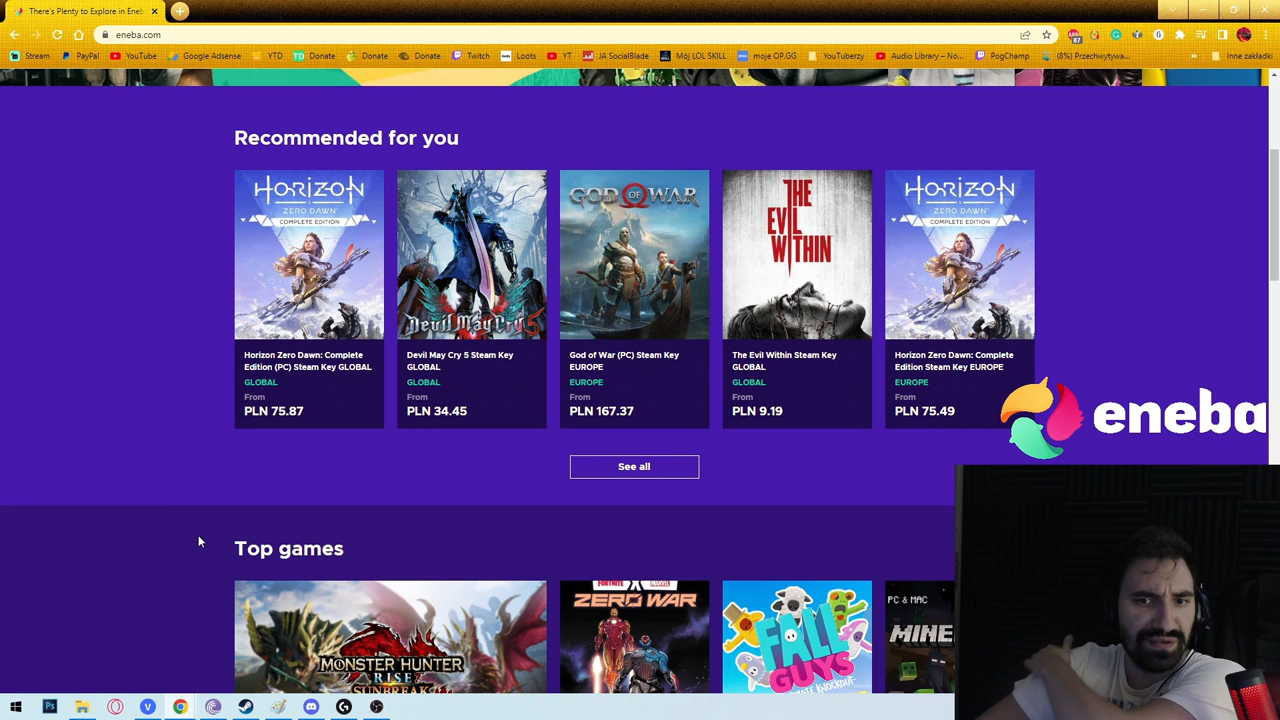 There's Plenty to Explore in Eneb
eneba.com
87
Stream
PayPal
YouTube
Google Adsense
YTD
Donate
Donate
Donate
Twitch
Loots
YT
JA SocialBlade
Mój LOL SKILL
moje OP.GG
YouTuberzy
Audio Library – No...
PogChamp
(8%) Przechwytywa...
Inne zakładki
Recommended for you
HORIZON
ZERO DAWN
COMPLETE EDITION
Devil May Cry 5
GOD OF WAR
THE
EVIL
WITHIN
HORIZON
ZERO DAWN
COMPLETE EDITION
Horizon Zero Dawn: Complete
Edition (PC) Steam Key GLOBAL
GLOBAL
From
PLN 75.87
Devil May Cry 5 Steam Key
GLOBAL
GLOBAL
From
PLN 34.45
God of War (PC) Steam Key
EUROPE
EUROPE
From
PLN 167.37
The Evil Within Steam Key
GLOBAL
GLOBAL
From
PLN 9.19
Horizon Zero Dawn: Complete
Edition Steam Key EUROPE
EUROPE
From
PLN 75.49
eneba
See all
Top games
MONSTER HUNTER
RISE
SUNBREAK
FORTNITE X
ZERO WAR
FALL
GUYS
PC & MAC
MINE
Ps